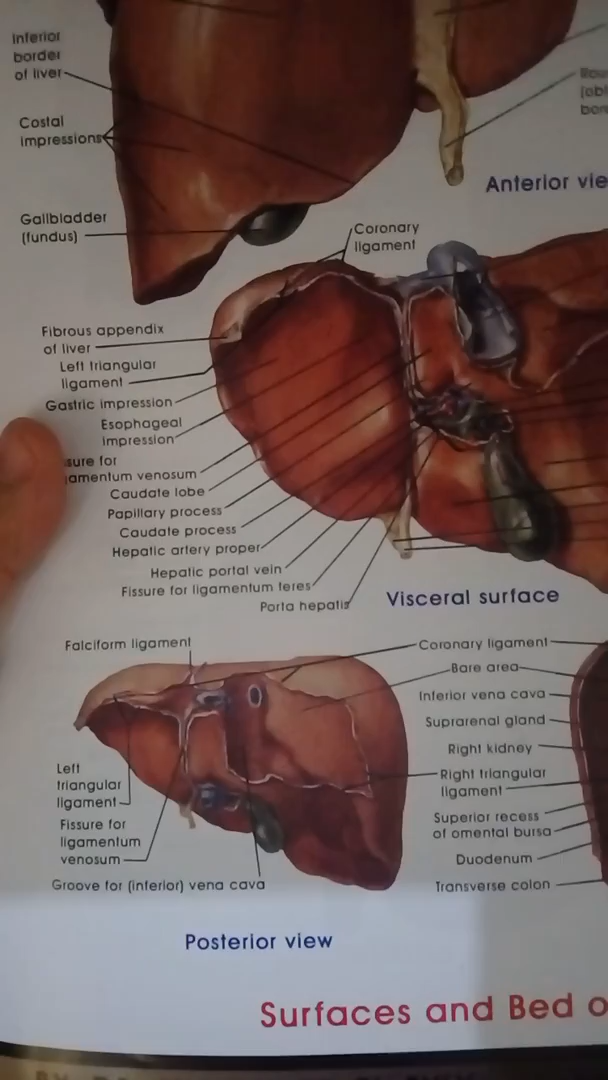 Inferior
border
of liver
Costal
impressions
Gallbladder
(fundus)
Anterior vie
Coronary
ligament
Fibrous appendix
of liver
Left triangular
ligament
Gastric impression
Esophageal
impression
sure for
amentum venosum
Caudate lobe
Papillary process
Caudate process
Hepatic artery proper
Hepatic portal vein
Fissure for ligamentum teres
Porta hepatis
Visceral surface
Falciform ligament
Left
triangular
ligament
Fissure for
ligamentum
venosum
Groove for (inferior) vena cava
Coronary ligament
Bare area
Inferior vena cava
Suprarenal gland
Right kidney
Right triangular
ligament
Superior recess
of omental bursa
Duodenum
Transverse colon
Posterior view
Surfaces and Bed o